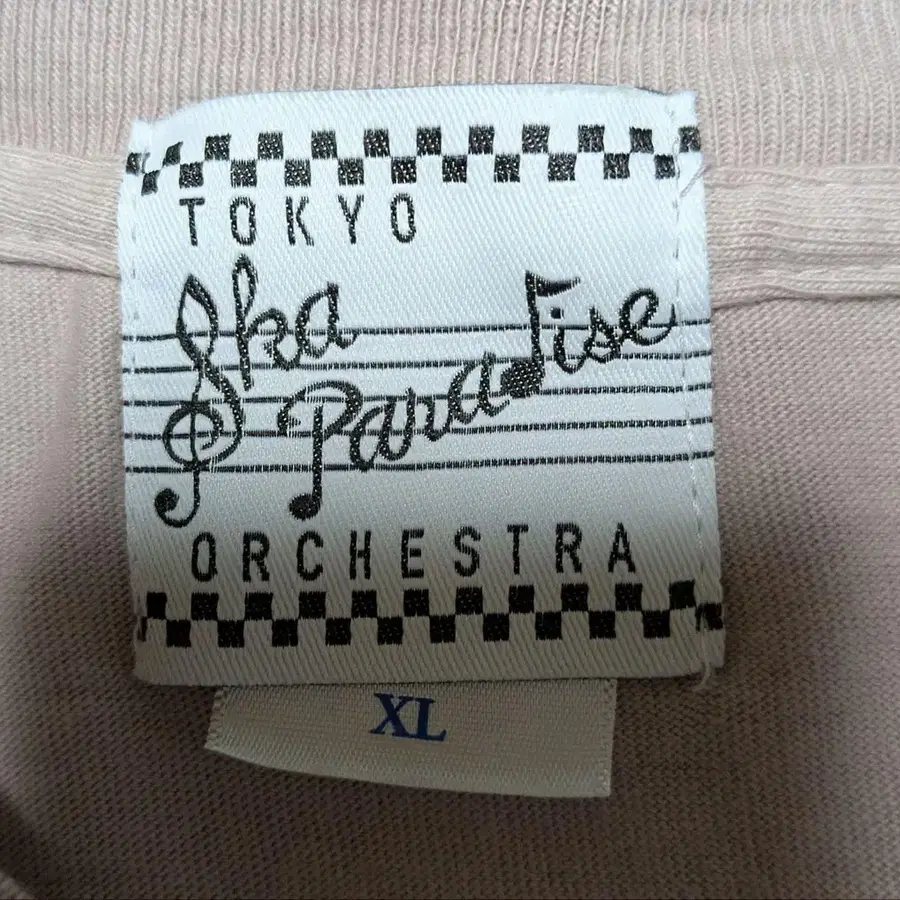 TOKYO
Ska
Paradise
ORCHESTRA
XL